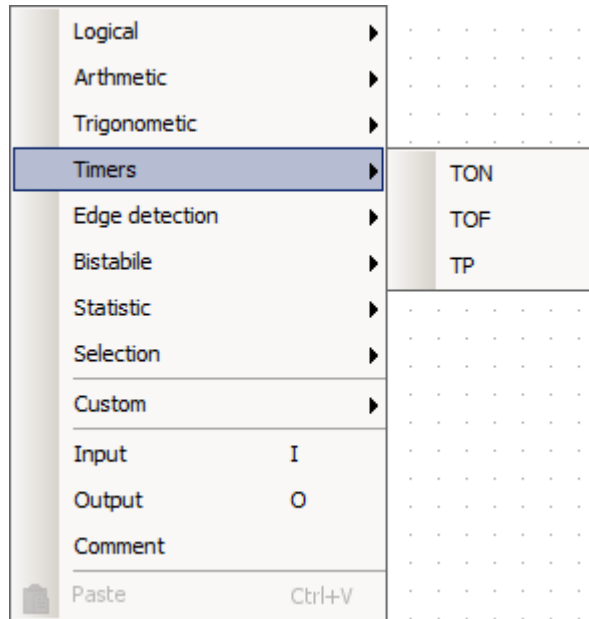 Logical
Arthmetic
Trigonometic
Timers
TON
Edge detection
TOF
Bistabile
TP
Statistic
Selection
Custom
Input I
Output O
Comment
Paste Ctrl+V